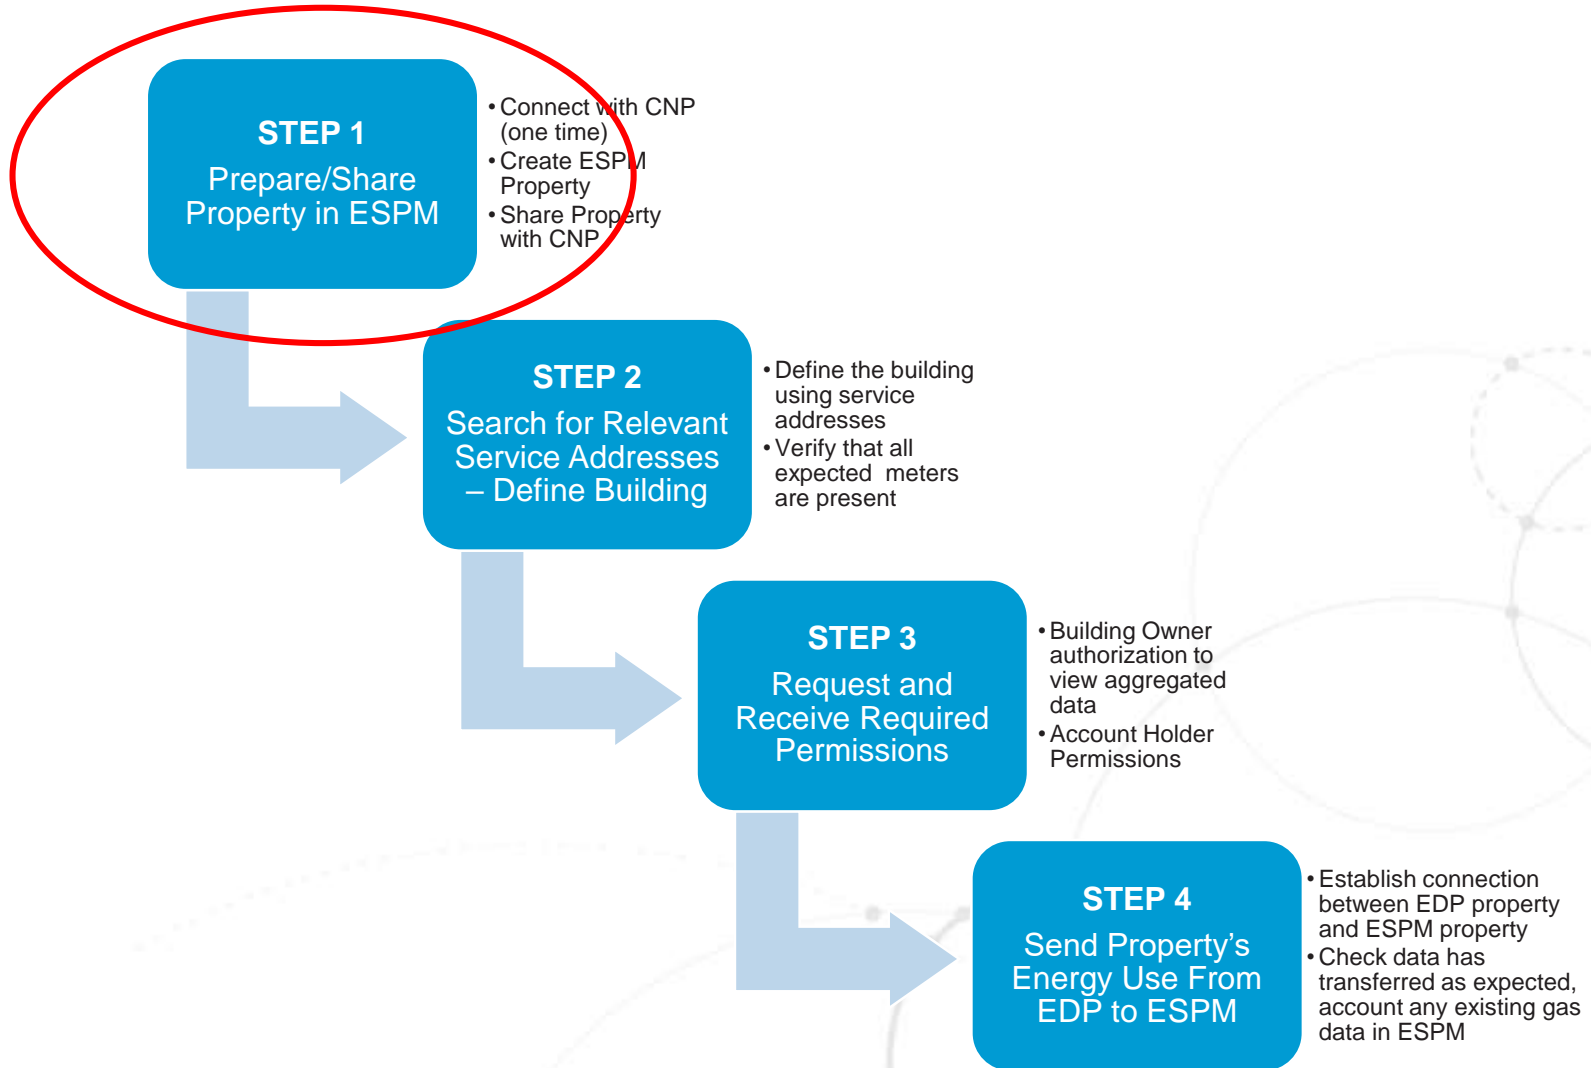 STEP 1
Prepare/Share
Property in ESPM
• Connect with CNP
(one time)
• Create ESPM
Property
• Share Property
with CNP
STEP 2
Search for Relevant
Service Addresses
– Define Building
• Define the building
using service
addresses
• Verify that all
expected meters
are present
STEP 3
Request and
Receive Required
Permissions
• Building Owner
authorization to
view aggregated
data
• Account Holder
Permissions
STEP 4
Send Property’s
Energy Use From
EDP to ESPM
• Establish connection
between EDP property
and ESPM property
• Check data has
transferred as expected,
account any existing gas
data in ESPM